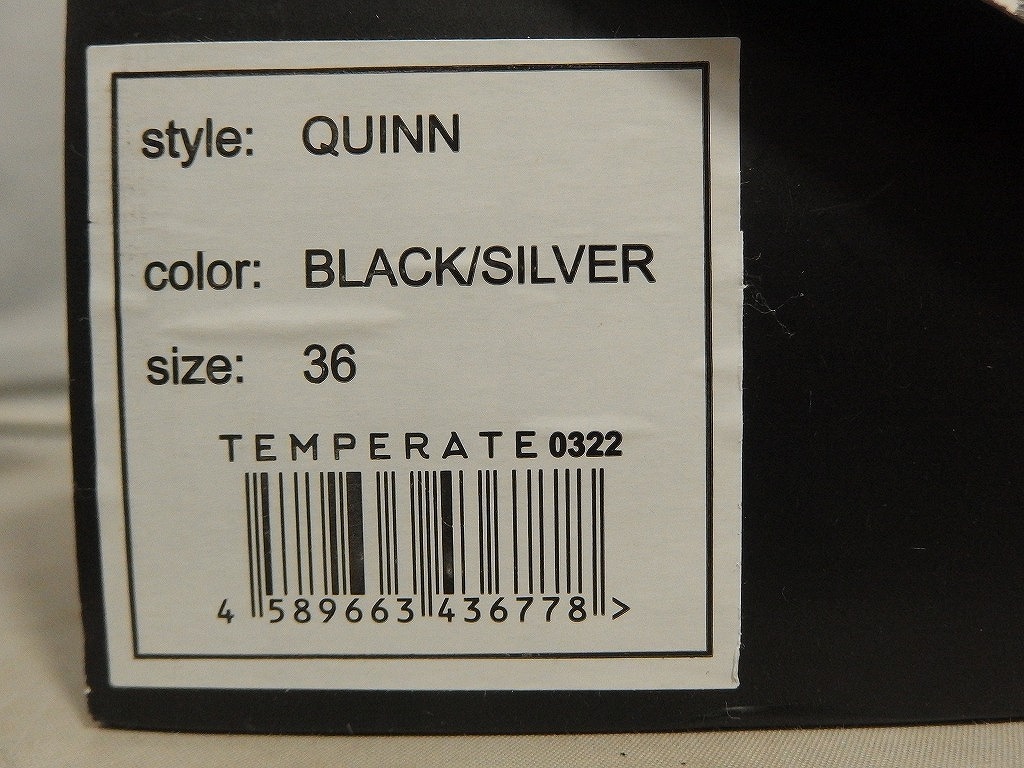 style: QUINN
color: BLACK/SILVER
size: 36
TEMPERATE 0322
4 589663 436778 >